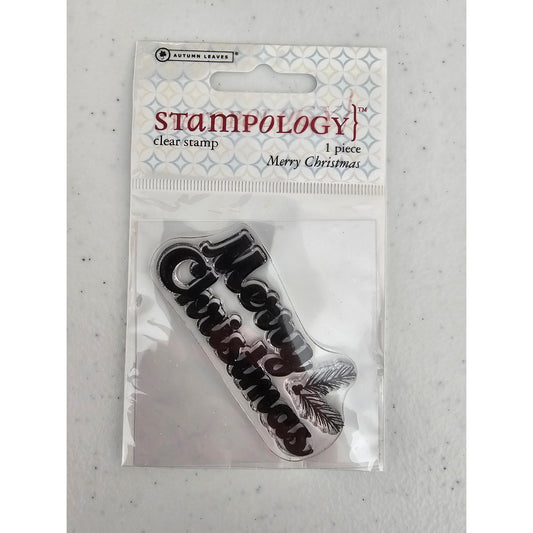 AUTUMN LEAVES®
STAMPOLOGY}™
clear stamp
1 piece
Merry Christmas
Merry
Christmas